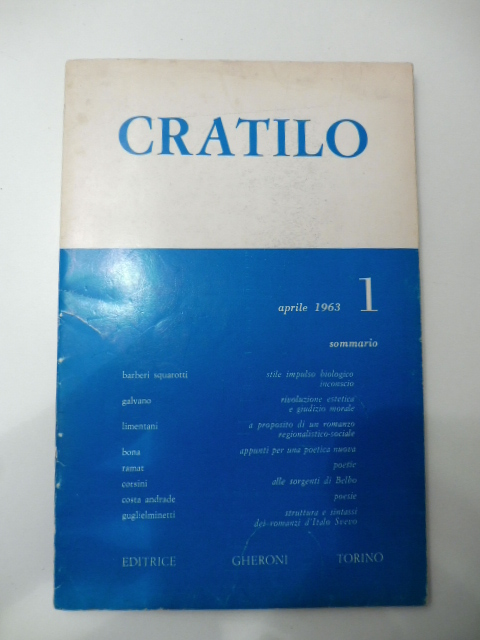 CRATILO
aprile 1963 1
sommario
barberi squarotti stile impulso biologico
inconscio
galvano rivoluzione estetica
e giudizio morale
limentani a proposito di un romanzo
regionalistico-sociale
bona appunti per una poetica nuova
ramat poetie
corsini alle sorgenti di Belbo
costa andrade poesie
guglielminetti struttura e sintassi
dei romanzi d'Italo Svevo
EDITRICE GHERONI TORINO